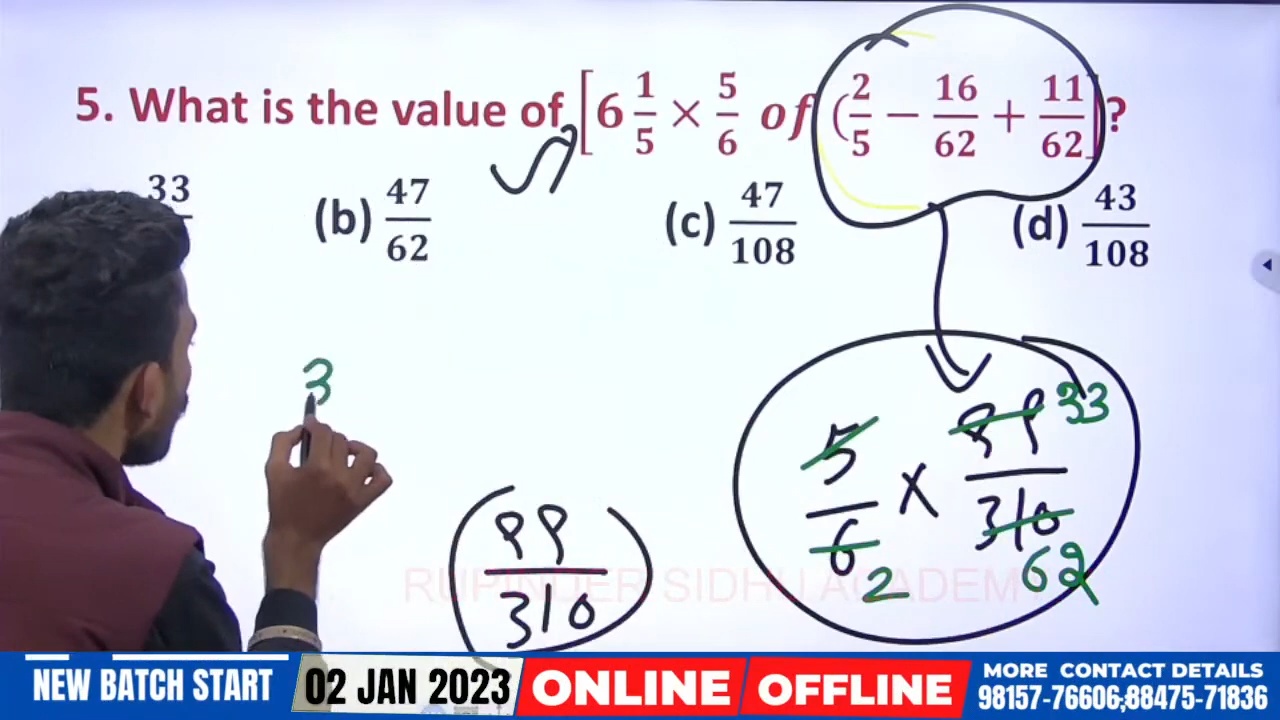 5. What is the value of [6 1/5 × 5/6 of (2/5 − 16/62 + 11/62]?
33
(b) 47/62
(c) 47/108
(d) 43/108
3
5/6 × 99/310
33
2
62
99/310
RUPINDER SIDHU ACADEMY
NEW BATCH START
02 JAN 2023
ONLINE
OFFLINE
MORE CONTACT DETAILS
98157-76606,88475-71836